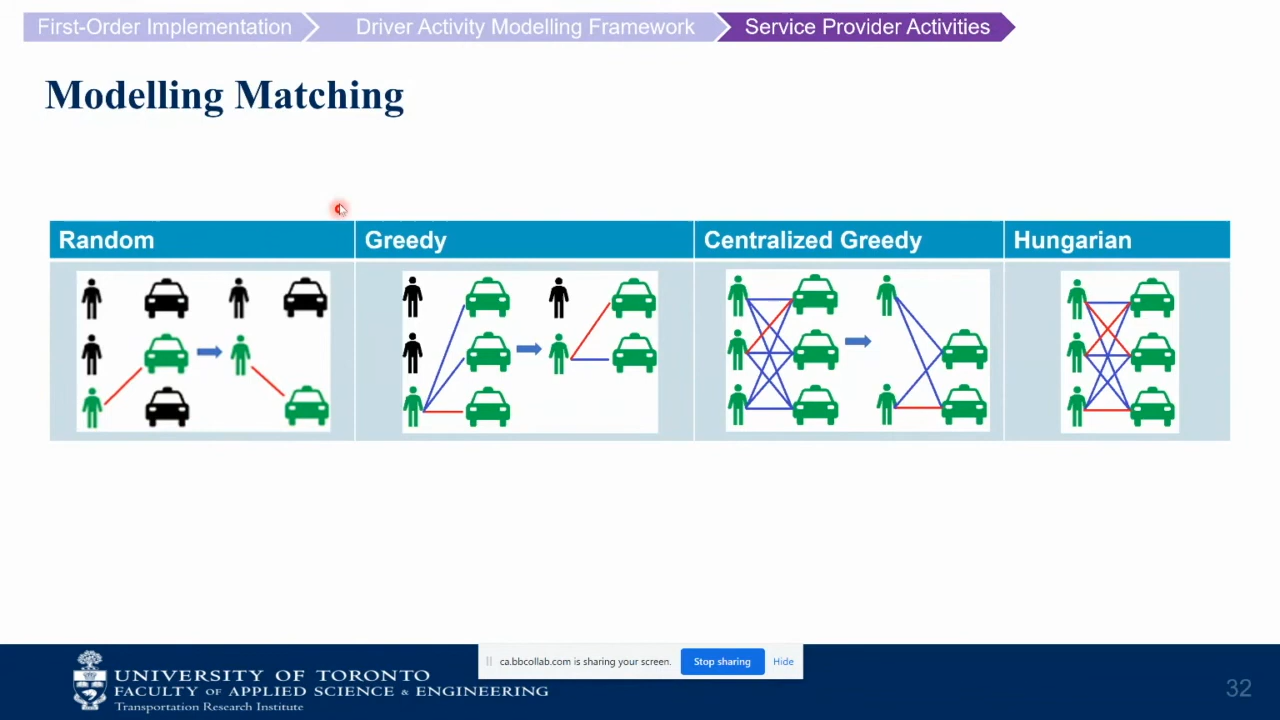 First-Order Implementation
Driver Activity Modelling Framework
Service Provider Activities
Modelling Matching
Random
Greedy
Centralized Greedy
Hungarian
UNIVERSITY OF TORONTO
FACULTY OF APPLIED SCIENCE & ENGINEERING
Transportation Research Institute
ca.bbcollab.com is sharing your screen.
Stop sharing
Hide
32